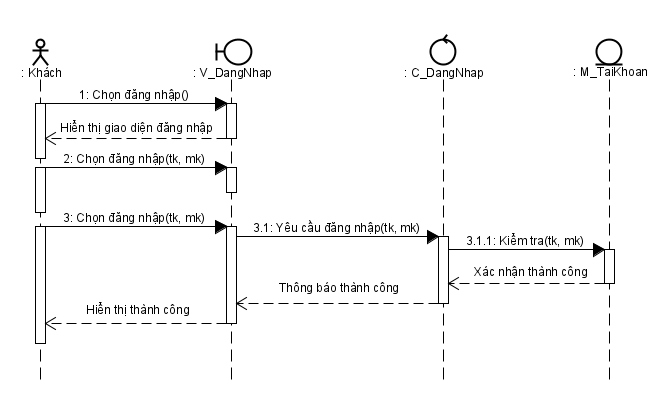 : Khách
: V_DangNhap
: C_DangNhap
: M_TaiKhoan
1: Chọn đăng nhập()
Hiển thị giao diện đăng nhập
2: Chọn đăng nhập(tk, mk)
3: Chọn đăng nhập(tk, mk)
3.1: Yêu cầu đăng nhập(tk, mk)
3.1.1: Kiểm tra(tk, mk)
Xác nhận thành công
Thông báo thành công
Hiển thị thành công